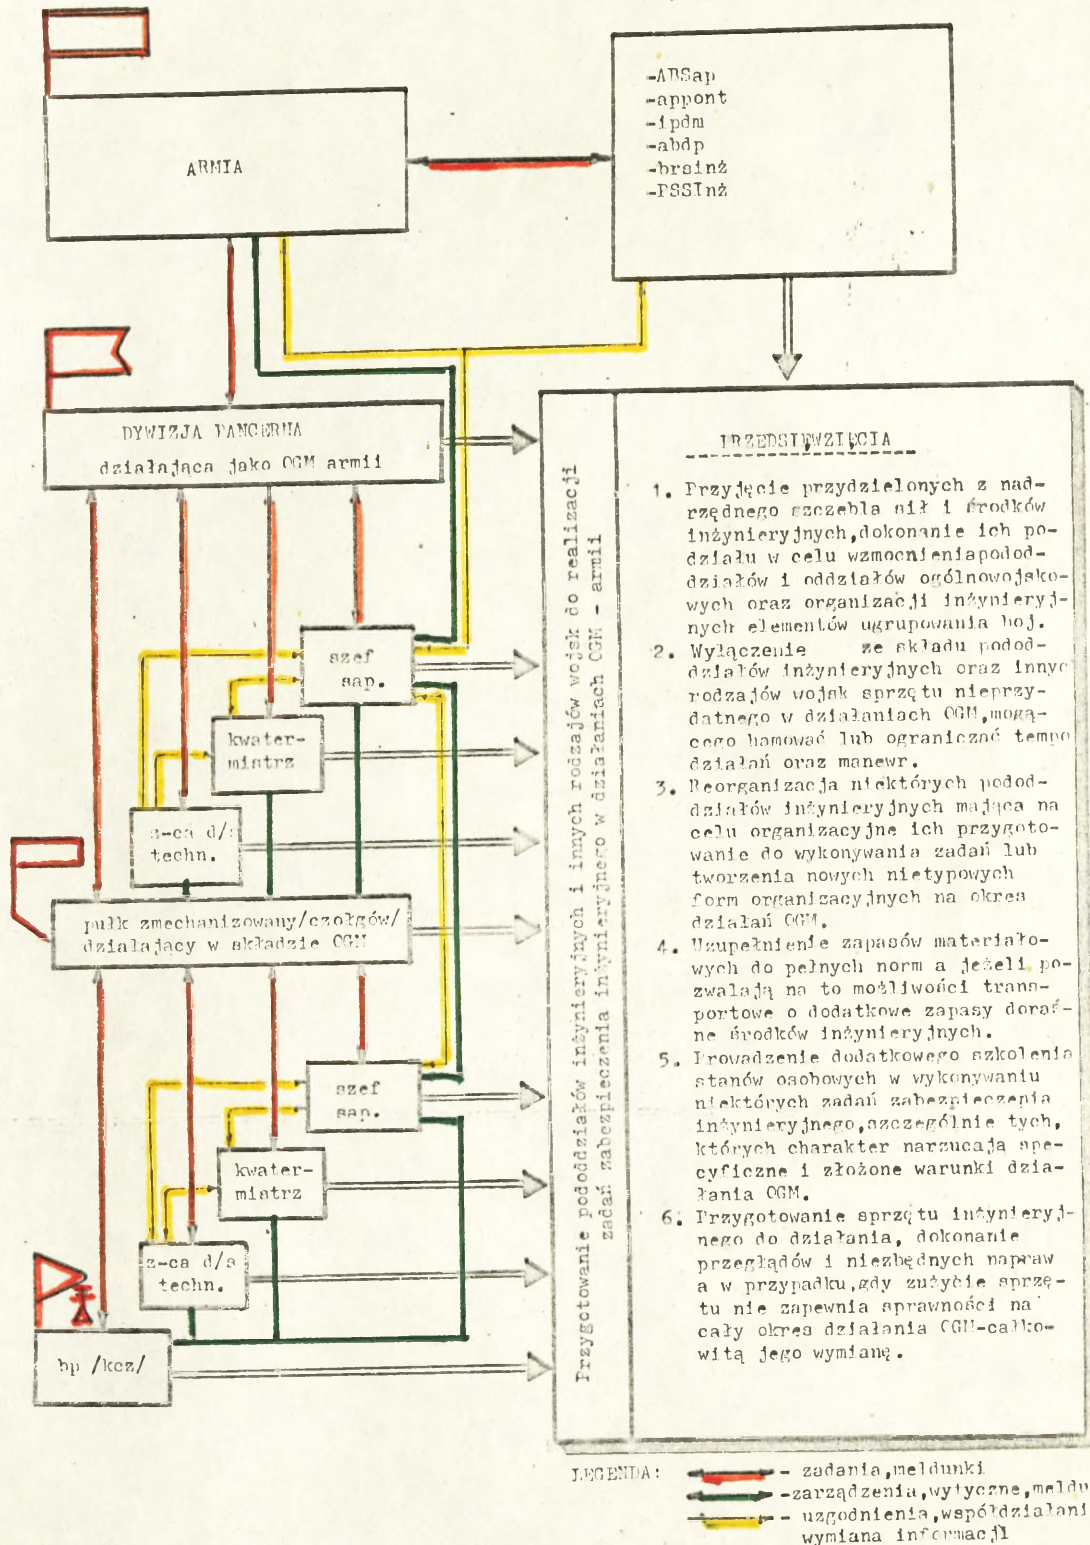 ARMIA
-ABSap
-appont
-ipdm
-abdp
-brsinż
-PSSInż
DYWIZJA PANCERNA
działająca jako OGM armii
szef
sap.
kwater-
mistrz
z-ca d/s
techn.
pułk zmechanizowany/czołgów/
działający w składzie OGM
szef
sap.
kwater-
mistrz
z-ca d/s
techn.
bp /kcz/
Przygotowanie pododdziałów inżynieryjnych i innych rodzajów wojsk do realizacji
zadań zabezpieczenia inżynieryjnego w działaniach OGM - armii
PRZEDSIĘWZIĘCIA
1. Przyjęcie przydzielonych z nad-
rzędnego szczebla sił i środków
inżynieryjnych,dokonanie ich po-
działu w celu wzmocnieniapodod-
działów i oddziałów ogólnowojsko-
wych oraz organizacji inżynieryj-
nych elementów ugrupowania boj.
2. Wyłączenie ze składu podod-
działów inżynieryjnych oraz innyc
rodzajów wojsk sprzętu nieprzy-
datnego w działaniach OGM,mogą-
cego hamować lub ograniczać tempo
działań oraz manewr.
3. Reorganizacja niektórych podod-
działów inżynieryjnych mająca na
celu organizacyjne ich przygoto-
wanie do wykonywania zadań lub
tworzenia nowych nietypowych
form organizacyjnych na okres
działań OGM.
4. Uzupełnienie zapasów materiało-
wych do pełnych norm a jeżeli po-
zwalają na to możliwości trans-
portowe o dodatkowe zapasy doraź-
ne środków inżynieryjnych.
5. Prowadzenie dodatkowego szkolenia
stanów osobowych w wykonywaniu
niektórych zadań zabezpieczenia
inżynieryjnego,szczególnie tych,
których charakter narzucają spe-
cyficzne i złożone warunki dzia-
łania OGM.
6. Przygotowanie sprzętu inżynieryj-
nego do działania, dokonanie
przeglądów i niezbędnych napraw
a w przypadku,gdy zużycie sprzę-
tu nie zapewnia sprawności na
cały okres działania OGM-całko-
witą jego wymianę.
LEGENDA:
- zadania,meldunki
-zarządzenia,wytyczne,meldu
- uzgodnienia,współdziałani
wymiana informacji